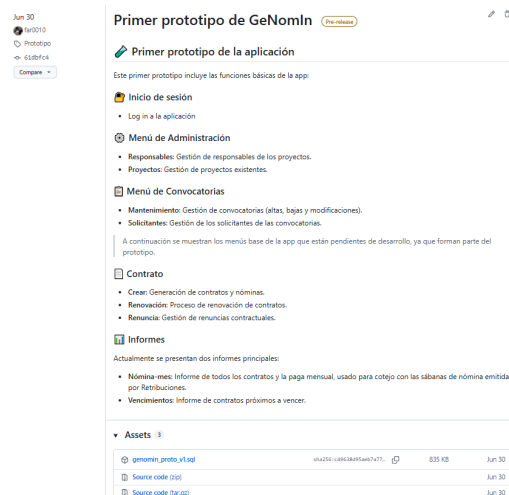 Jun 30
far0010
Prototipo
61dbfc4
Compare
Primer prototipo de GeNomIn Pre-release
Primer prototipo de la aplicación
Este primer prototipo incluye las funciones básicas de la app:
Inicio de sesión
Log in a la aplicación
Menú de Administración
Responsables: Gestión de responsables de los proyectos.
Proyectos: Gestión de proyectos existentes.
Menú de Convocatorias
Mantenimiento: Gestión de convocatorias (altas, bajas y modificaciones).
Solicitantes: Gestión de los solicitantes de las convocatorias.
A continuación se muestran los menús base de la app que están pendientes de desarrollo, ya que forman parte del
prototipo.
Contrato
Crear: Generación de contratos y nóminas.
Renovación: Proceso de renovación de contratos.
Renuncia: Gestión de renuncias contractuales.
Informes
Actualmente se presentan dos informes principales:
Nómina-mes: Informe de todos los contratos y la paga mensual, usado para cotejo con las sábanas de nómina emitida
por Retribuciones.
Vencimientos: Informe de contratos próximos a vencer.
Assets 3
genomin_proto_v1.sql sha256:cd9638d95aeb7a77... 835 KB Jun 30
Source code (zip) Jun 30
Source code (tar.gz) Jun 30